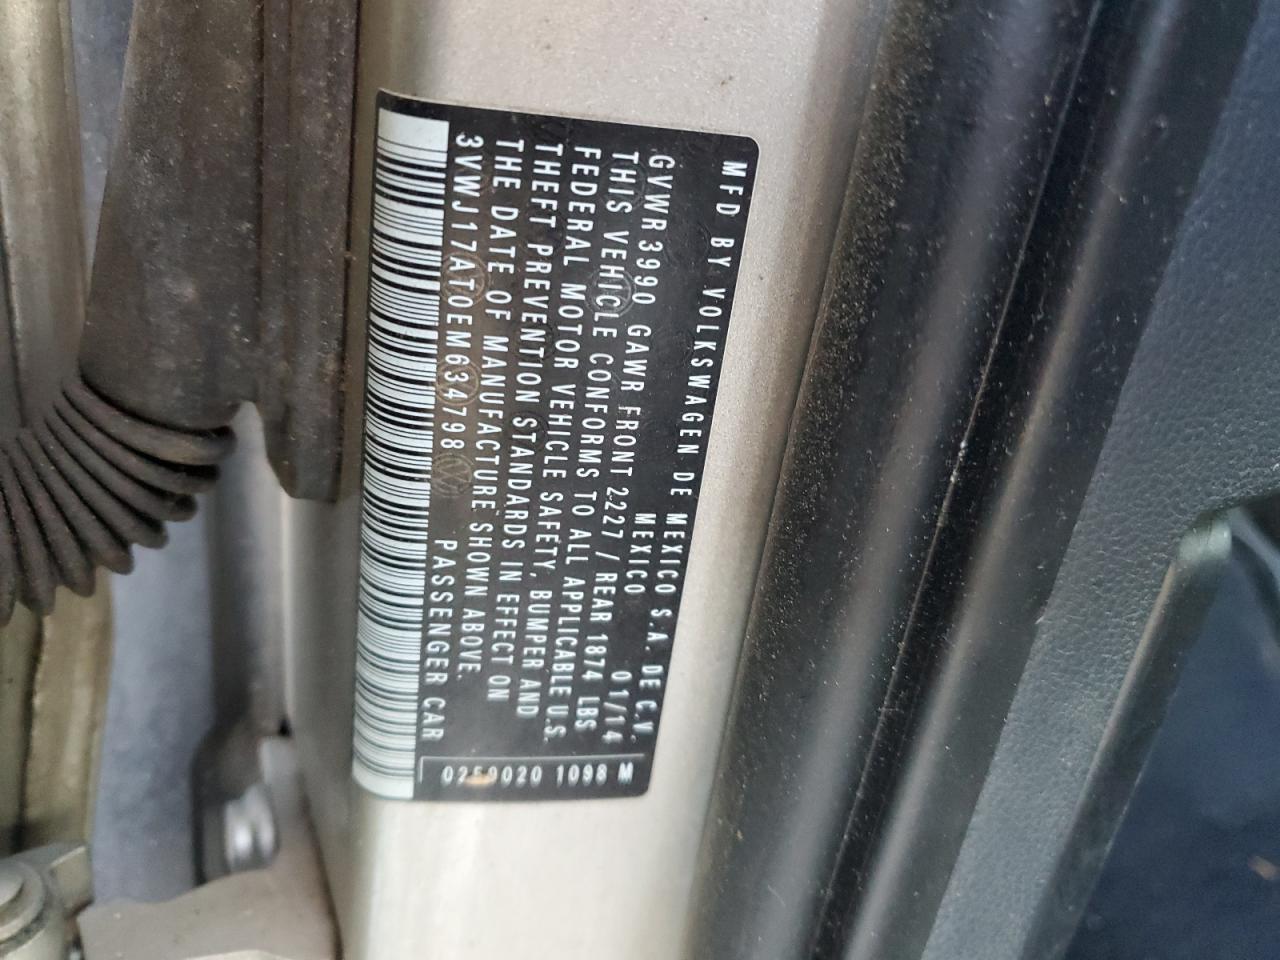 MFD BY VOLKSWAGEN DE MEXICO S.A. DE C.V.
MEXICO 01/14
GVWR 3990 GAWR FRONT 2227 / REAR 1874 LBS
THIS VEHICLE CONFORMS TO ALL APPLICABLE U.S.
FEDERAL MOTOR VEHICLE SAFETY, BUMPER AND
THEFT PREVENTION STANDARDS IN EFFECT ON
THE DATE OF MANUFACTURE SHOWN ABOVE.
3VWJ17AT0EM634798 PASSENGER CAR
1098 M